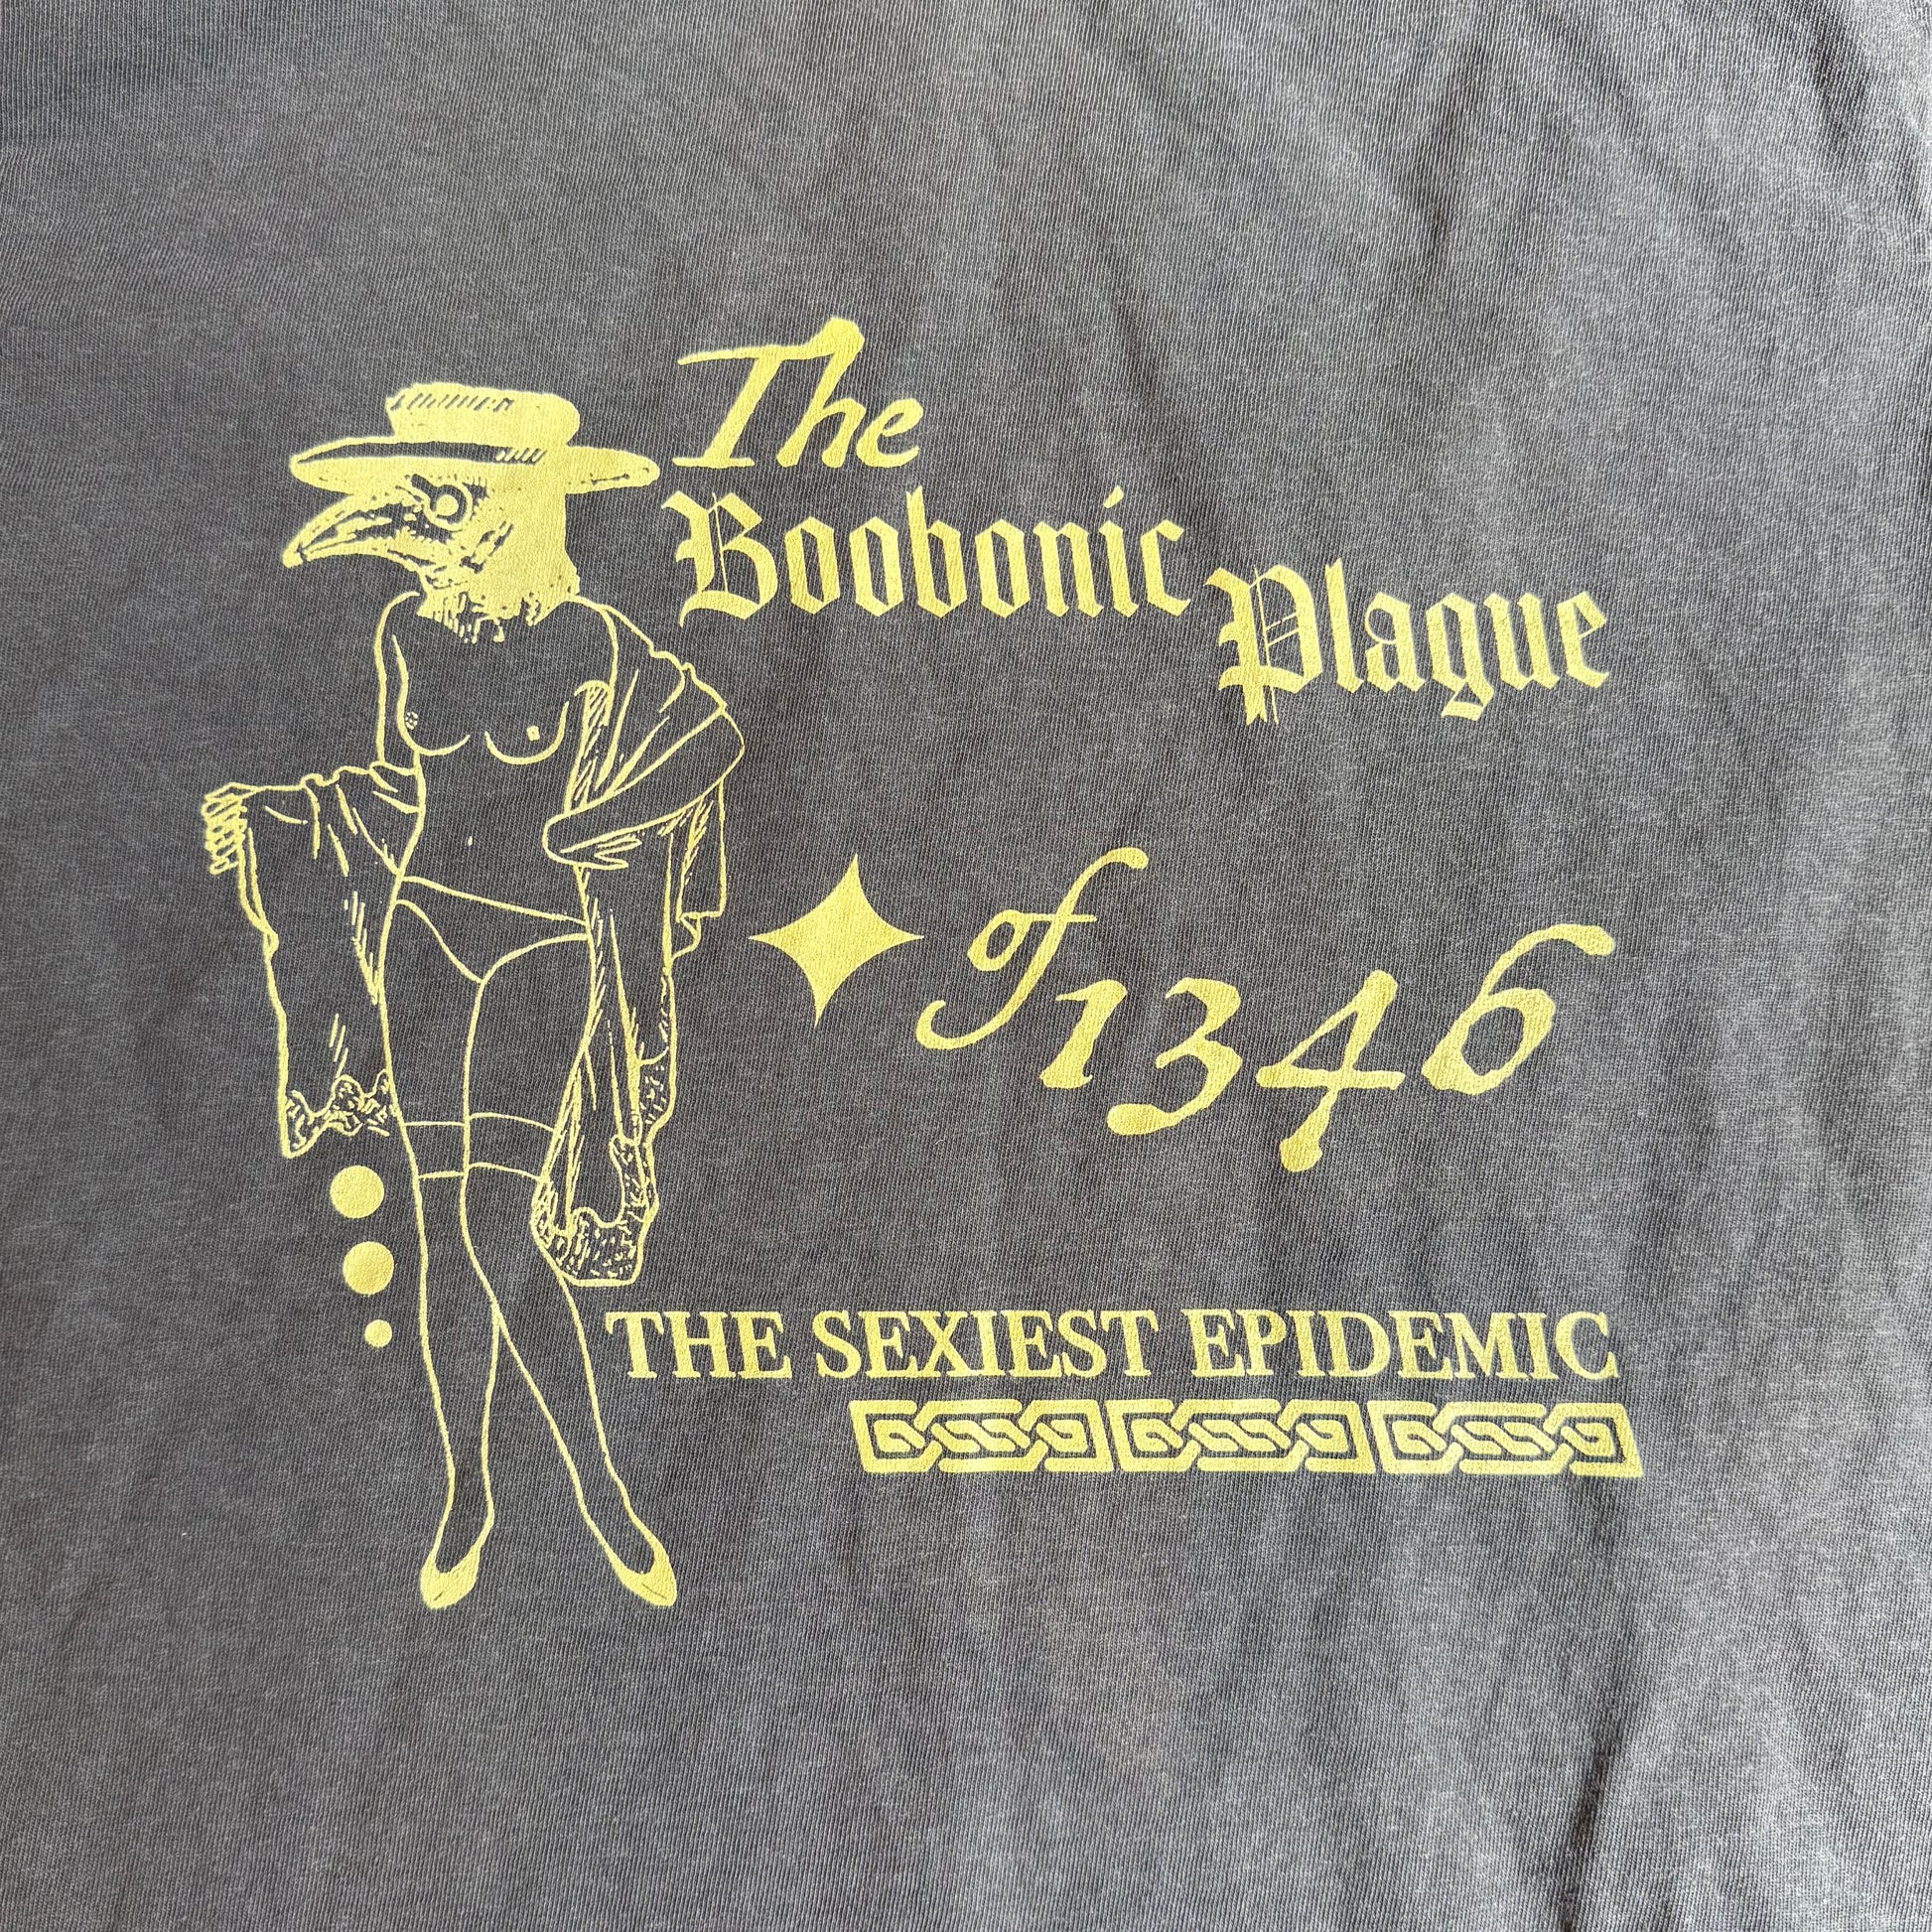 The
Boobonic
Plague
of 1346
THE SEXIEST EPIDEMIC